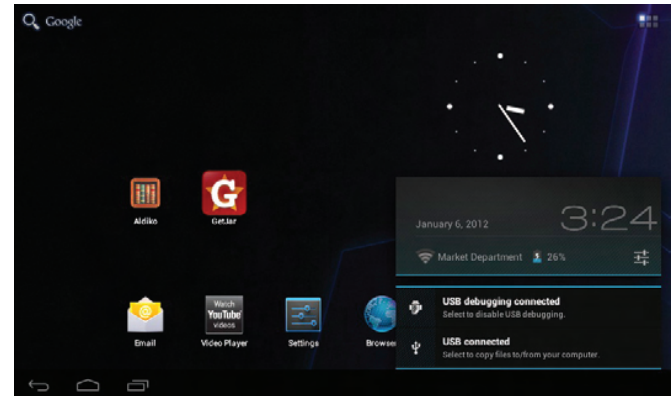 Google
Aldiko
GetJar
Email
Watch
YouTube
videos
Video Player
Settings
Browser
January 6, 2012
3:24
Market Department
26%
USB debugging connected
Select to disable USB debugging.
USB connected
Select to copy files to/from your computer.